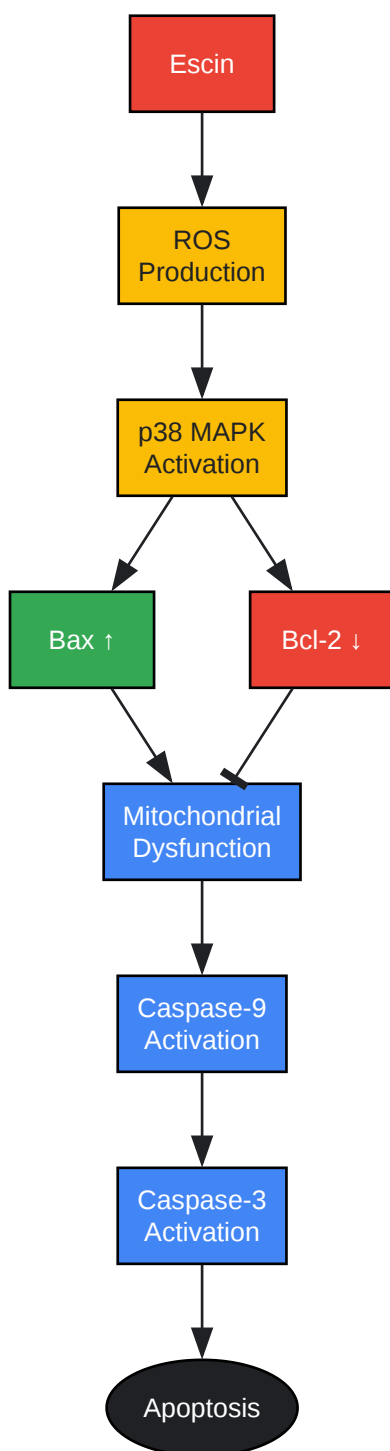 Escin
ROS
Production
p38 MAPK
Activation
Bax ↑
Bcl-2 ↓
Mitochondrial
Dysfunction
Caspase-9
Activation
Caspase-3
Activation
Apoptosis